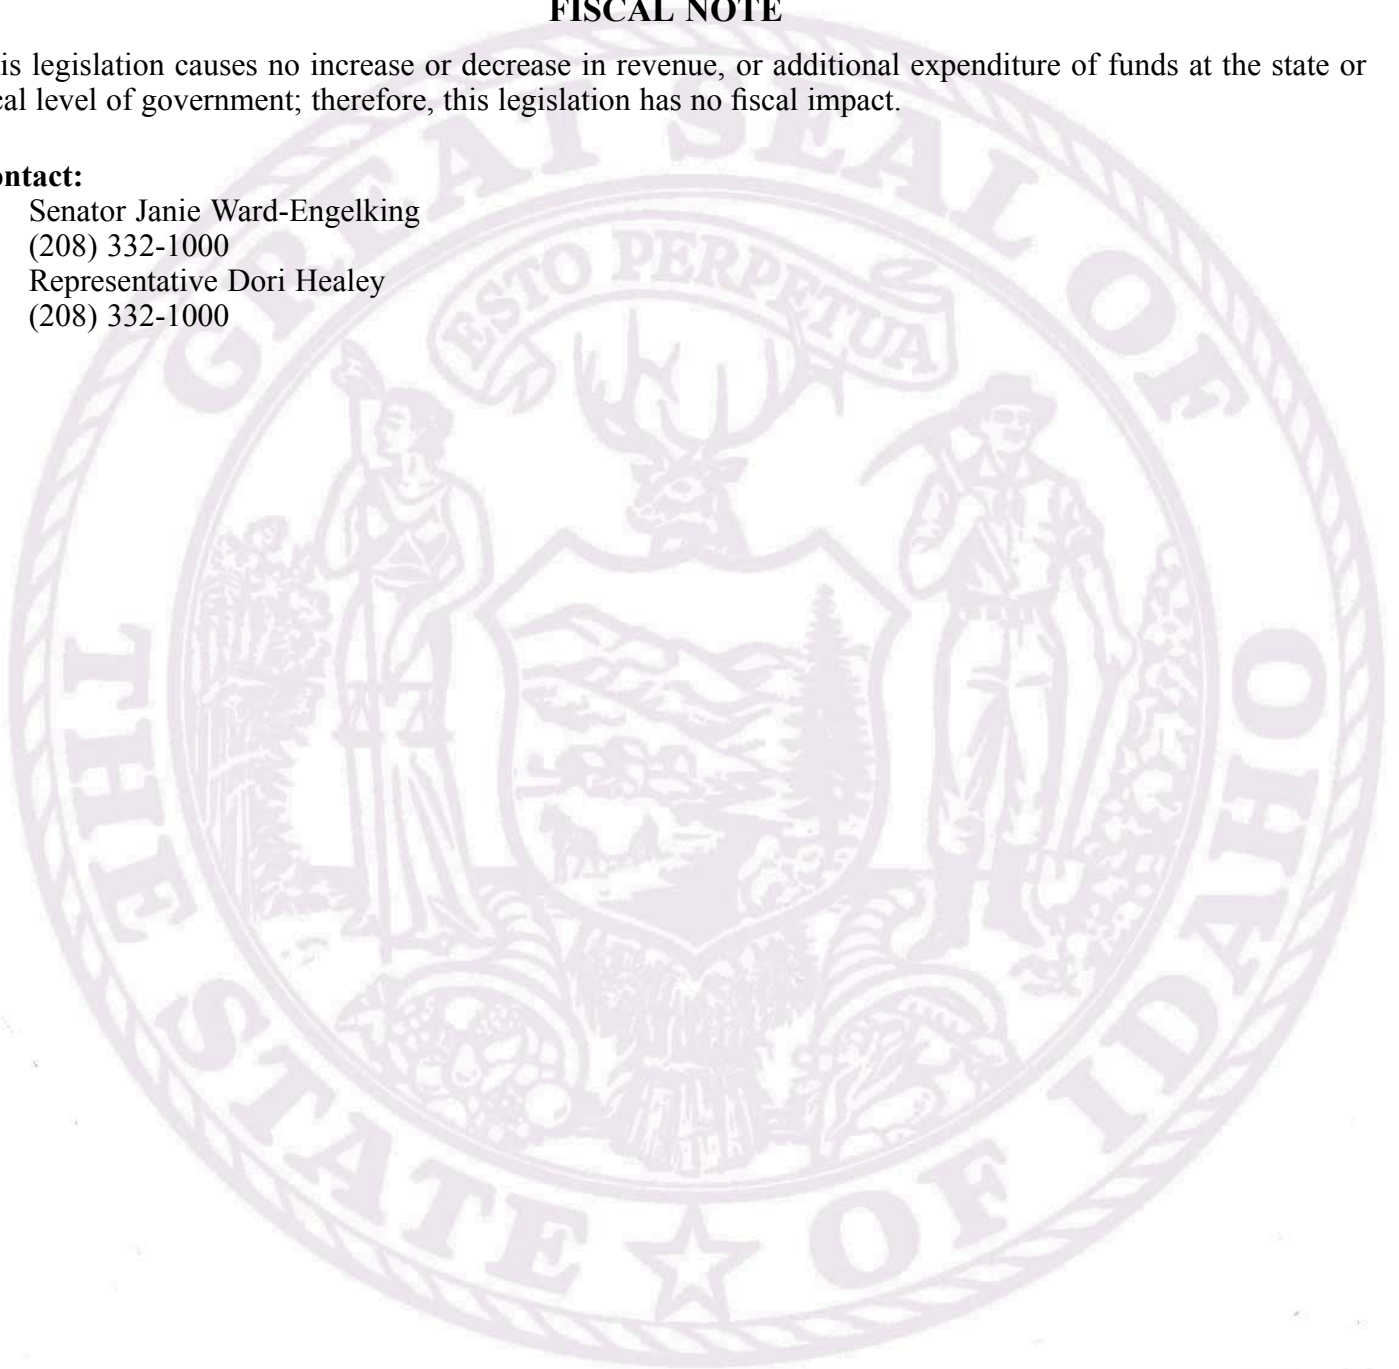 FISCAL NOTE
is legislation causes no increase or decrease in revenue, or additional expenditure of funds at the state or
cal level of government; therefore, this legislation has no fiscal impact.
ontact:
Senator Janie Ward-Engelking
(208) 332-1000
Representative Dori Healey
(208) 332-1000
GREAT SEAL OF
ESTO PERPETUA
THE STATE OF IDAHO